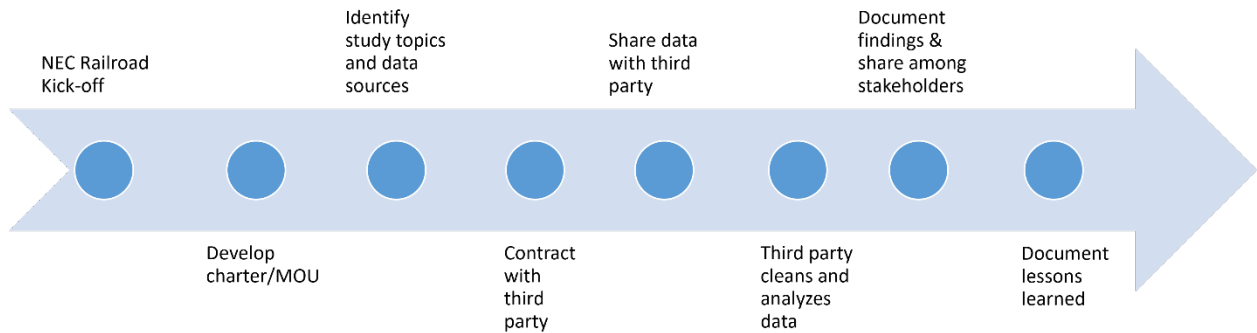 NEC Railroad
Kick-off
Develop
charter/MOU
Identify
study topics
and data
sources
Contract
with
third
party
Share data
with third
party
Third party
cleans and
analyzes
data
Document
findings &
share among
stakeholders
Document
lessons
learned